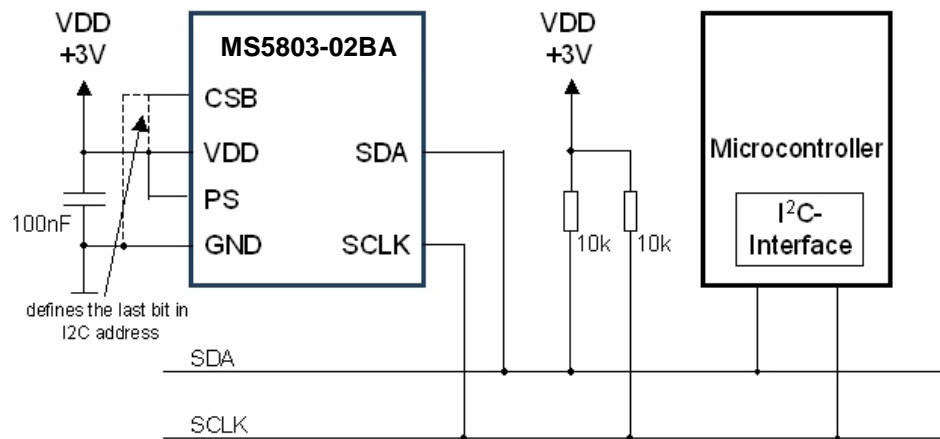 VDD
+3V
MS5803-02BA
CSB
VDD
PS
GND
SDA
SCLK
100nF
defines the last bit in
I2C address
VDD
+3V
10k
10k
Microcontroller
I²C-
Interface
SDA
SCLK